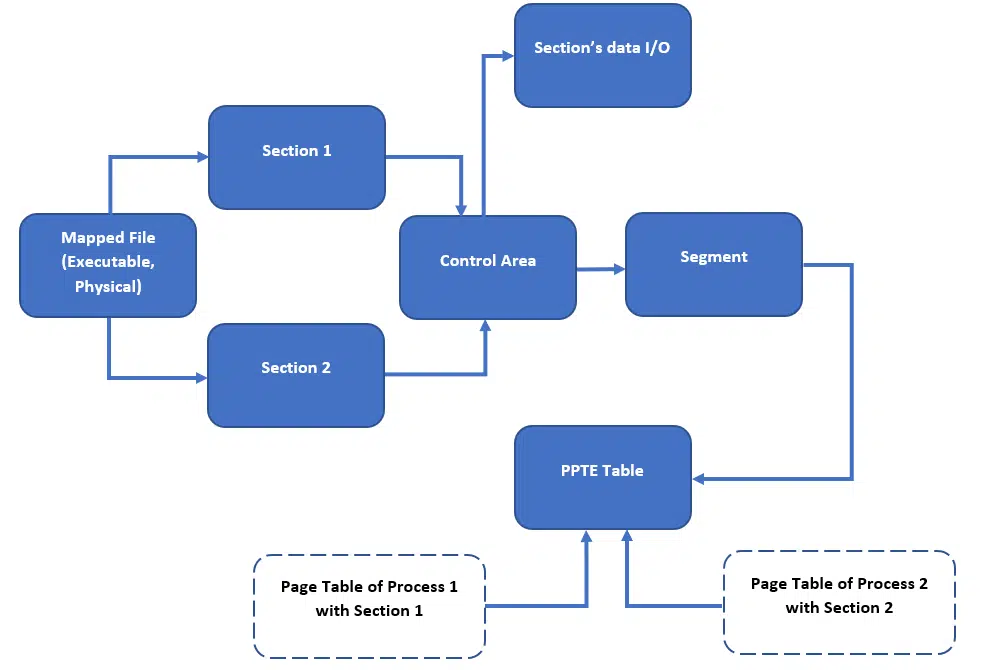 Section's data I/O
Section 1
Mapped File
(Executable,
Physical)
Control Area
Segment
Section 2
PPTE Table
Page Table of Process 1
with Section 1
Page Table of Process 2
with Section 2